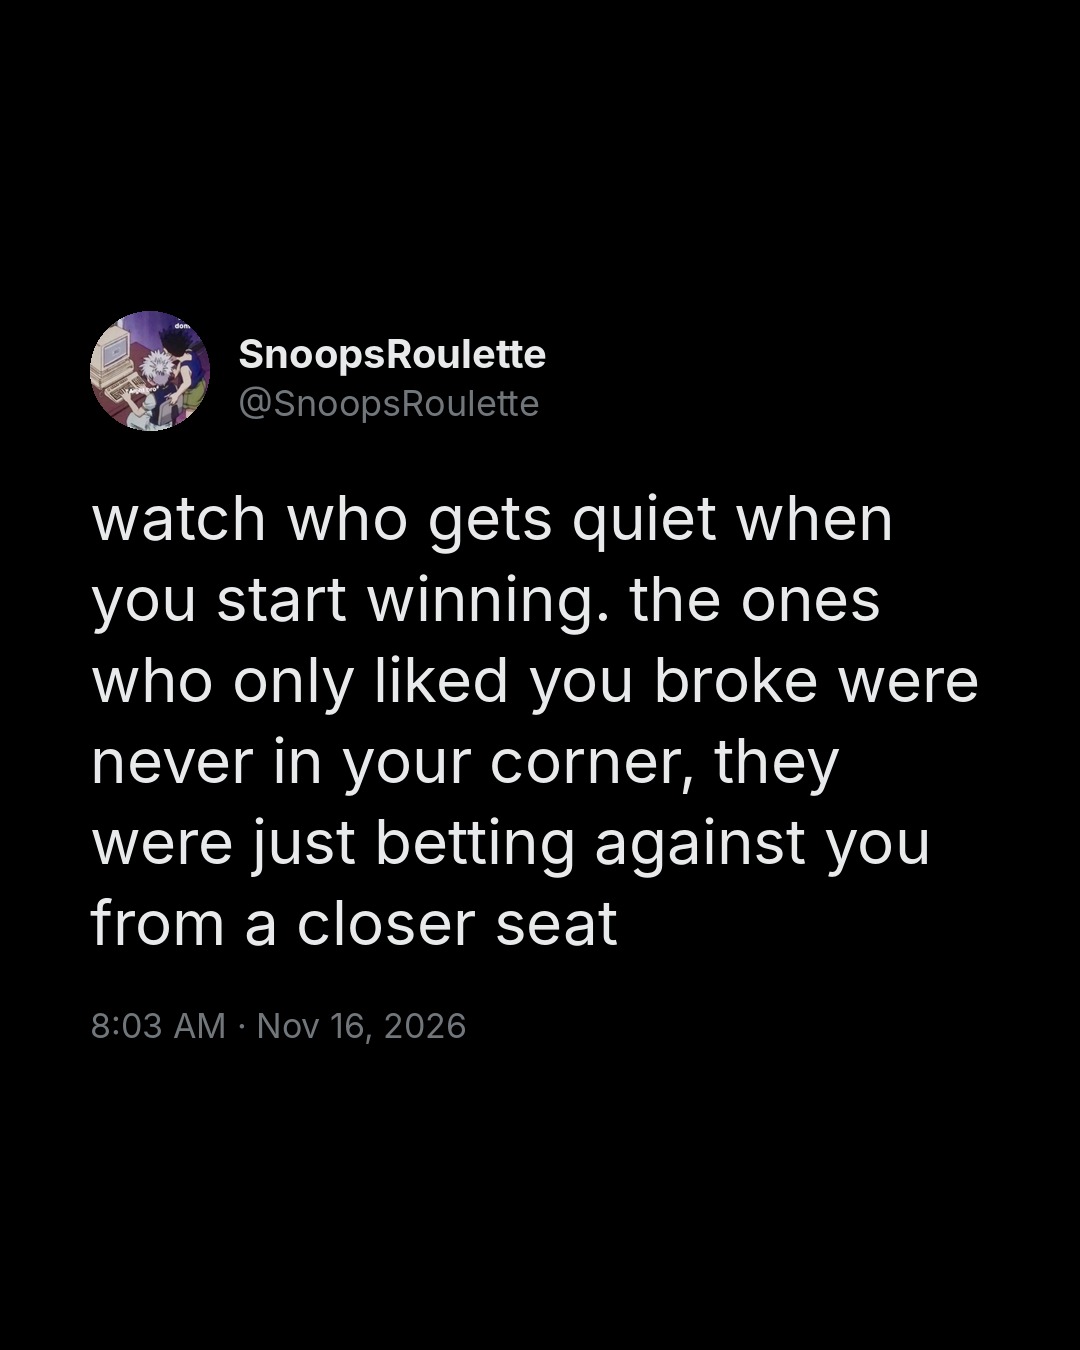 SnoopsRoulette
@SnoopsRoulette
watch who gets quiet when
you start winning. the ones
who only liked you broke were
never in your corner, they
were just betting against you
from a closer seat
8:03 AM · Nov 16, 2026